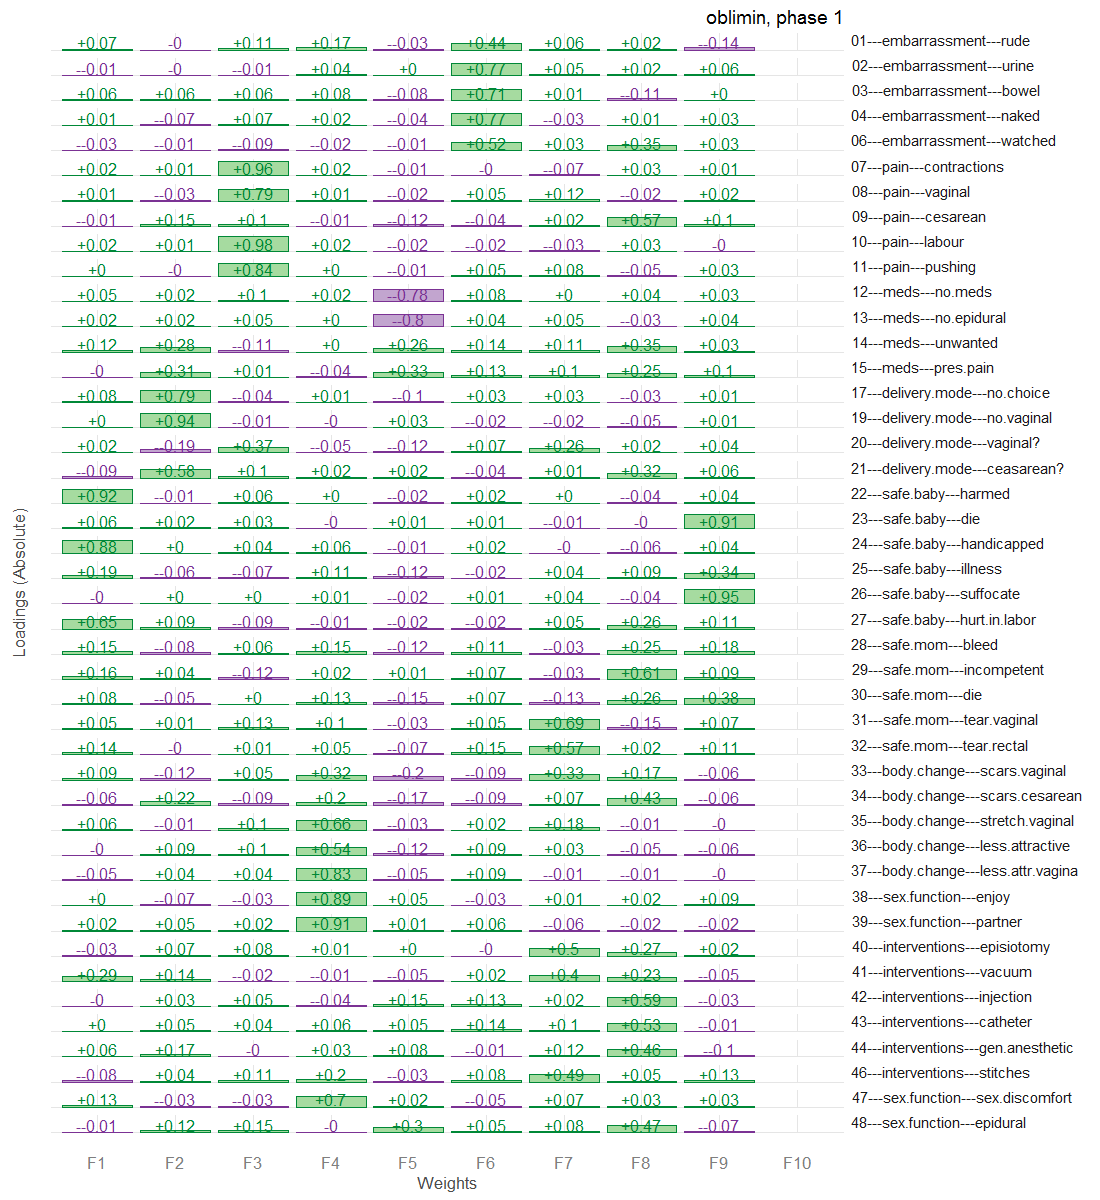 oblimin, phase 1
+0.07 -0 +0.11 +0.17 --0.03 +0.44 +0.06 +0.02 --0.14 01---embarrassment---rude
--0.01 -0 --0.01 +0.04 +0 +0.77 +0.05 +0.02 +0.06 02---embarrassment---urine
+0.06 +0.06 +0.06 +0.08 --0.08 +0.71 +0.01 --0.11 +0 03---embarrassment---bowel
+0.01 --0.07 +0.07 +0.02 --0.04 +0.77 --0.03 +0.01 +0.03 04---embarrassment---naked
--0.03 --0.01 --0.09 --0.02 --0.01 +0.52 +0.03 +0.35 +0.03 06---embarrassment---watched
+0.02 +0.01 +0.96 +0.02 --0.01 -0 --0.07 +0.03 +0.01 07---pain---contractions
+0.01 --0.03 +0.79 +0.01 --0.02 +0.05 +0.12 --0.02 +0.02 08---pain---vaginal
--0.01 +0.15 +0.1 --0.01 --0.12 --0.04 +0.02 +0.57 +0.1 09---pain---cesarean
+0.02 +0.01 +0.98 +0.02 --0.02 --0.02 --0.03 +0.03 -0 10---pain---labour
+0 -0 +0.84 +0 --0.01 +0.05 +0.08 --0.05 +0.03 11---pain---pushing
+0.05 +0.02 +0.1 +0.02 --0.78 +0.08 +0 +0.04 +0.03 12---meds---no.meds
+0.02 +0.02 +0.05 +0 --0.8 +0.04 +0.05 --0.03 +0.04 13---meds---no.epidural
+0.12 +0.28 --0.11 +0 +0.26 +0.14 +0.11 +0.35 +0.03 14---meds---unwanted
-0 +0.31 +0.01 --0.04 +0.33 +0.13 +0.1 +0.25 +0.1 15---meds---pres.pain
+0.08 +0.79 --0.04 +0.01 --0.1 +0.03 +0.03 --0.03 +0.01 17---delivery.mode---no.choice
+0 +0.94 --0.01 -0 +0.03 --0.02 --0.02 --0.05 +0.01 19---delivery.mode---no.vaginal
+0.02 --0.19 +0.37 --0.05 --0.12 +0.07 +0.26 +0.02 +0.04 20---delivery.mode---vaginal?
--0.09 +0.58 +0.1 +0.02 +0.02 --0.04 +0.01 +0.32 +0.06 21---delivery.mode---ceasarean?
+0.92 --0.01 +0.06 +0 --0.02 +0.02 +0 --0.04 +0.04 22---safe.baby---harmed
+0.06 +0.02 +0.03 -0 +0.01 +0.01 --0.01 -0 +0.91 23---safe.baby---die
+0.88 +0 +0.04 +0.06 --0.01 +0.02 -0 --0.06 +0.04 24---safe.baby---handicapped
+0.19 --0.06 --0.07 +0.11 --0.12 --0.02 +0.04 +0.09 +0.34 25---safe.baby---illness
-0 +0 +0 +0.01 --0.02 +0.01 +0.04 --0.04 +0.95 26---safe.baby---suffocate
+0.65 +0.09 --0.09 --0.01 --0.02 --0.02 +0.05 +0.26 +0.11 27---safe.baby---hurt.in.labor
+0.15 --0.08 +0.06 +0.15 --0.12 +0.11 --0.03 +0.25 +0.18 28---safe.mom---bleed
+0.16 +0.04 --0.12 +0.02 +0.01 +0.07 --0.03 +0.61 +0.09 29---safe.mom---incompetent
+0.08 --0.05 +0 +0.13 --0.15 +0.07 --0.13 +0.26 +0.38 30---safe.mom---die
+0.05 +0.01 +0.13 +0.1 --0.03 +0.05 +0.69 --0.15 +0.07 31---safe.mom---tear.vaginal
+0.14 -0 +0.01 +0.05 --0.07 +0.15 +0.57 +0.02 +0.11 32---safe.mom---tear.rectal
+0.09 --0.12 +0.05 +0.32 --0.2 --0.09 +0.33 +0.17 --0.06 33---body.change---scars.vaginal
--0.06 +0.22 --0.09 +0.2 --0.17 --0.09 +0.07 +0.43 --0.06 34---body.change---scars.cesarean
+0.06 --0.01 +0.1 +0.66 --0.03 +0.02 +0.18 --0.01 -0 35---body.change---stretch.vaginal
-0 +0.09 +0.1 +0.54 --0.12 +0.09 +0.03 --0.05 --0.06 36---body.change---less.attractive
--0.05 +0.04 +0.04 +0.83 --0.05 +0.09 --0.01 --0.01 -0 37---body.change---less.attr.vagina
+0 --0.07 --0.03 +0.89 +0.05 --0.03 +0.01 +0.02 +0.09 38---sex.function---enjoy
+0.02 +0.05 +0.02 +0.91 +0.01 +0.06 --0.06 --0.02 --0.02 39---sex.function---partner
--0.03 +0.07 +0.08 +0.01 +0 -0 +0.5 +0.27 +0.02 40---interventions---episiotomy
+0.29 +0.14 --0.02 --0.01 --0.05 +0.02 +0.4 +0.23 --0.05 41---interventions---vacuum
-0 +0.03 +0.05 --0.04 +0.15 +0.13 +0.02 +0.59 --0.03 42---interventions---injection
+0 +0.05 +0.04 +0.06 +0.05 +0.14 +0.1 +0.53 --0.01 43---interventions---catheter
+0.06 +0.17 -0 +0.03 +0.08 --0.01 +0.12 +0.46 --0.1 44---interventions---gen.anesthetic
--0.08 +0.04 +0.11 +0.2 --0.03 +0.08 +0.49 +0.05 +0.13 46---interventions---stitches
+0.13 --0.03 --0.03 +0.7 +0.02 --0.05 +0.07 +0.03 +0.03 47---sex.function---sex.discomfort
--0.01 +0.12 +0.15 -0 +0.3 +0.05 +0.08 +0.47 --0.07 48---sex.function---epidural
Loadings (Absolute)
F1 F2 F3 F4 F5 F6 F7 F8 F9 F10
Weights